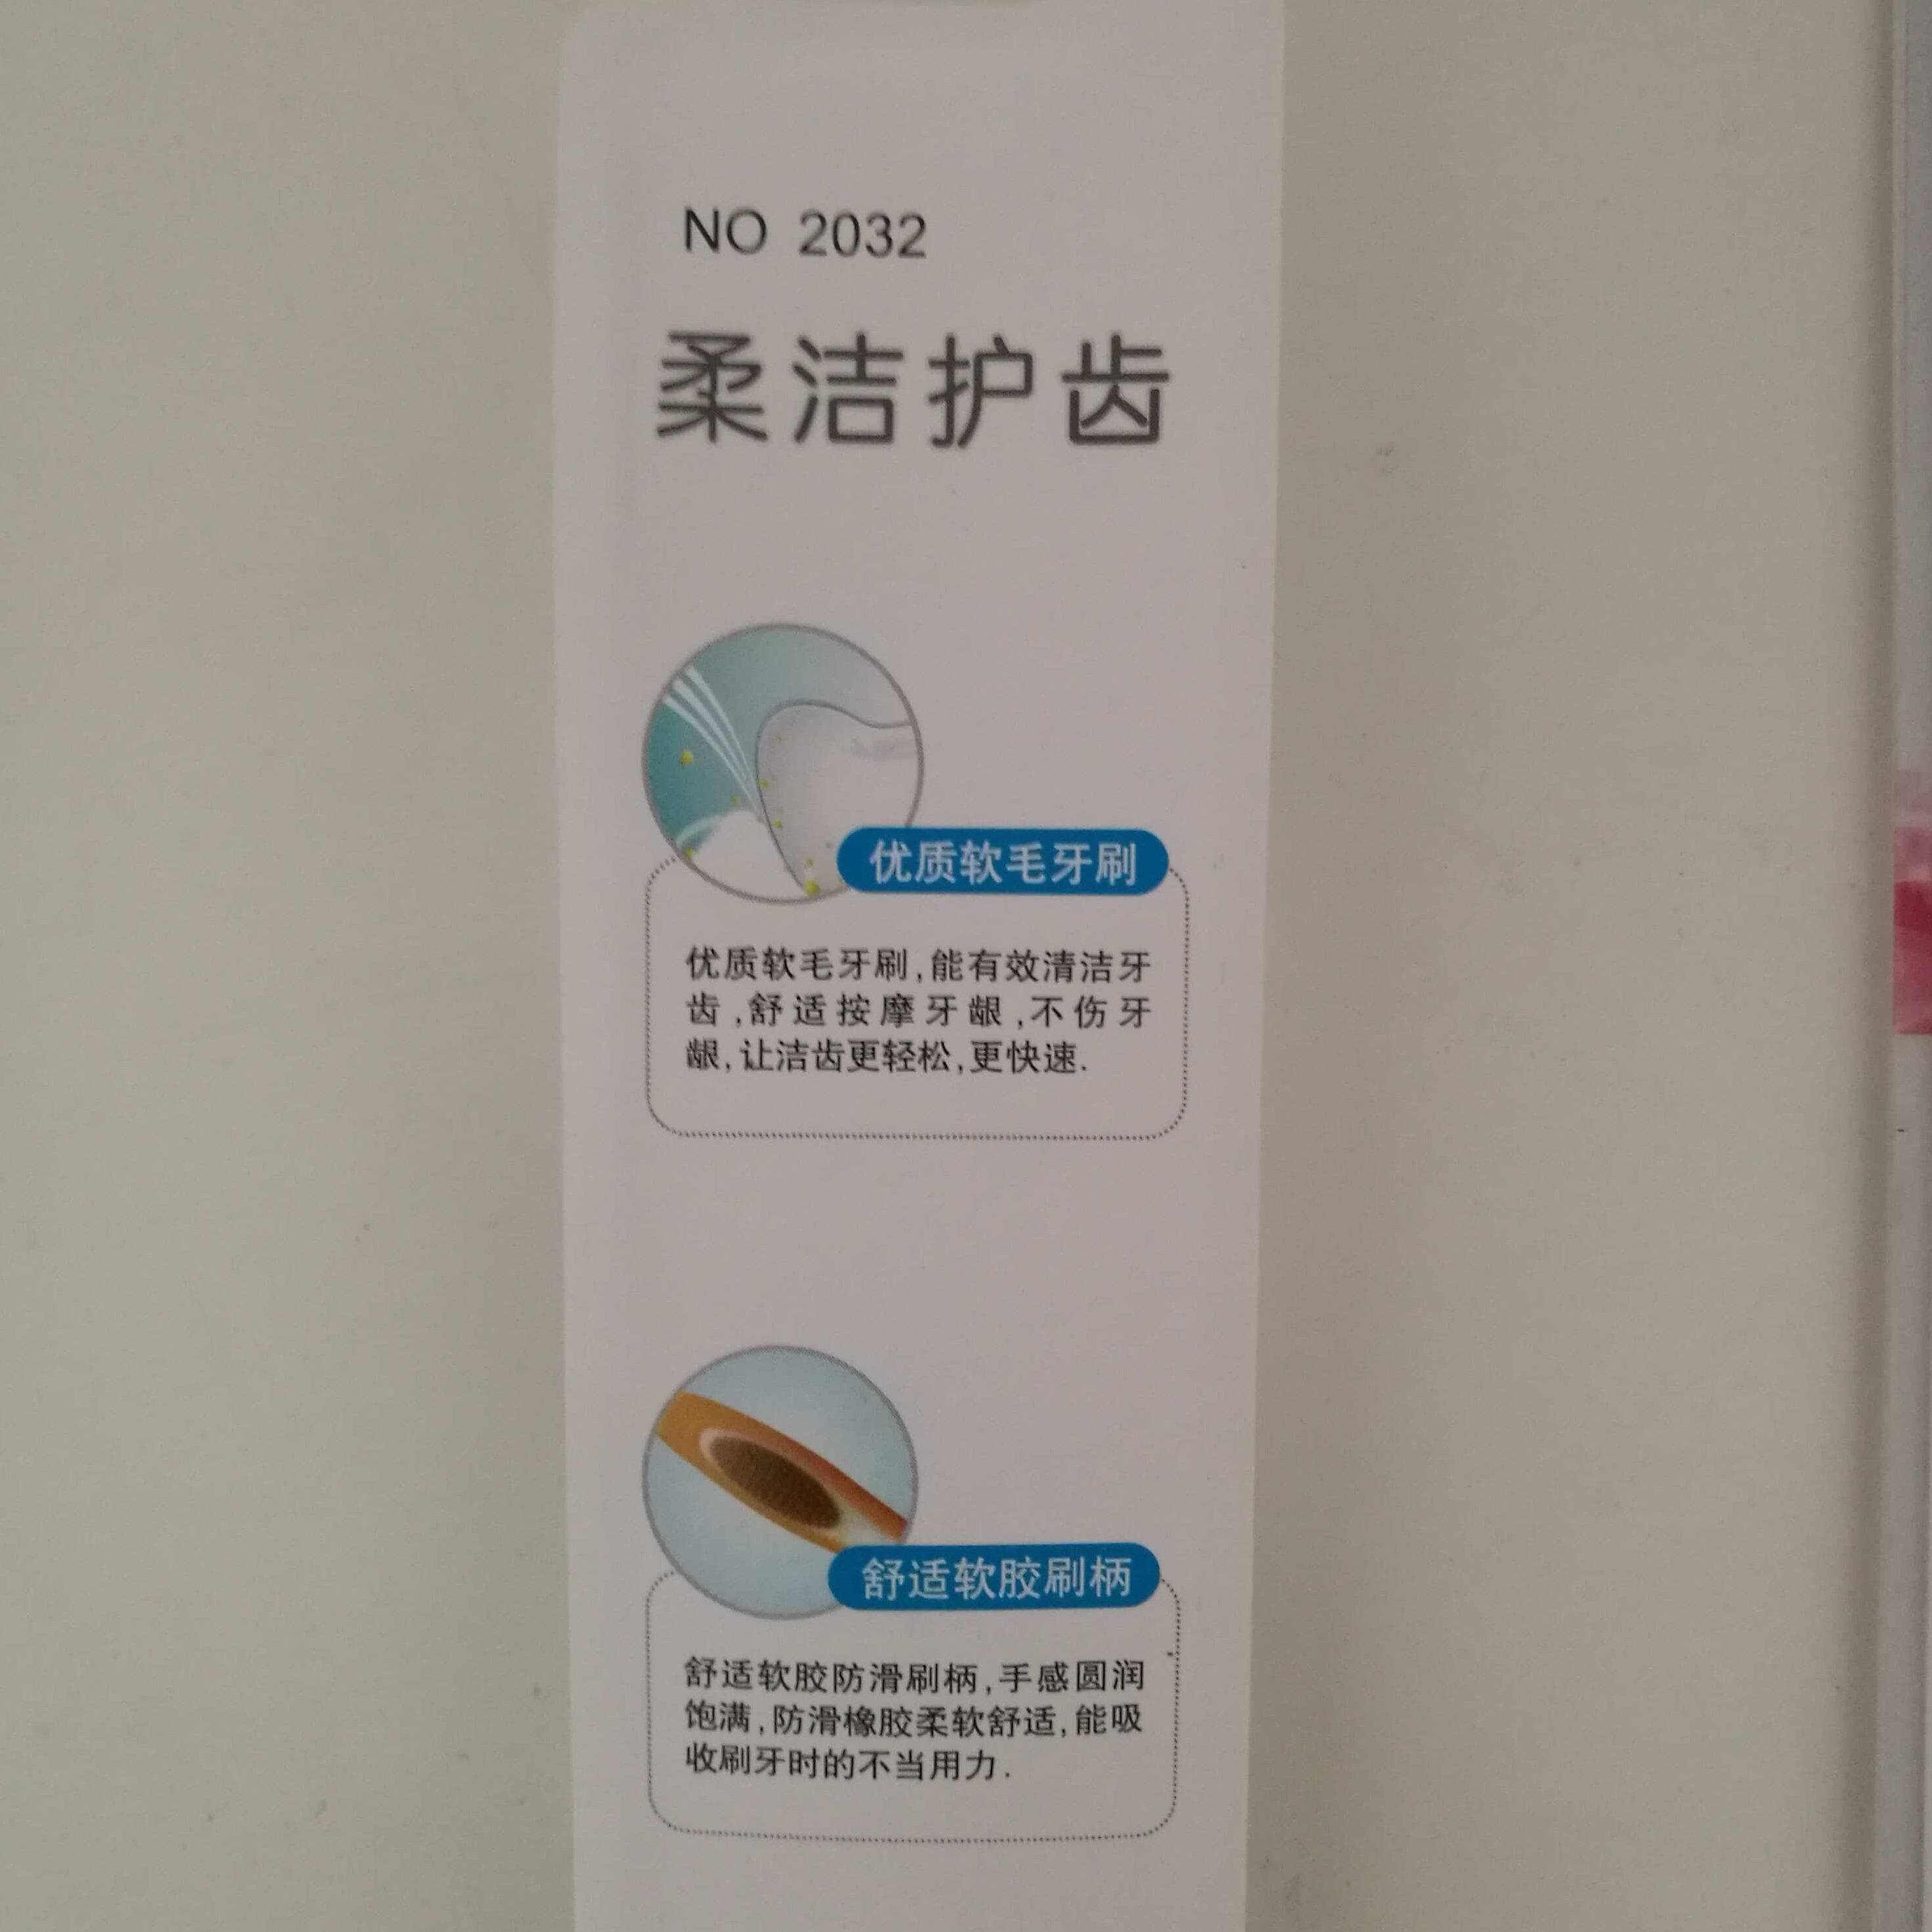 NO 2032
柔洁护齿
优质软毛牙刷
优质软毛牙刷,能有效清洁牙
齿,舒适按摩牙龈,不伤牙
龈,让洁齿更轻松,更快速.
舒适软胶刷柄
舒适软胶防滑刷柄,手感圆润
饱满,防滑橡胶柔软舒适,能吸
收刷牙时的不当用力.